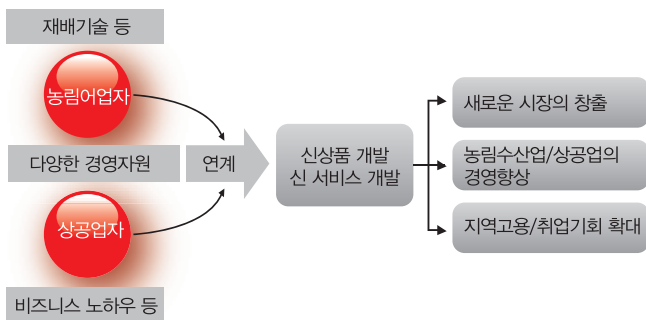 재배기술 등
농림어업자
다양한 경영자원
연계
상공업자
비즈니스 노하우 등
신상품 개발
신 서비스 개발
새로운 시장의 창출
농림수산업/상공업의
경영향상
지역고용/취업기회 확대